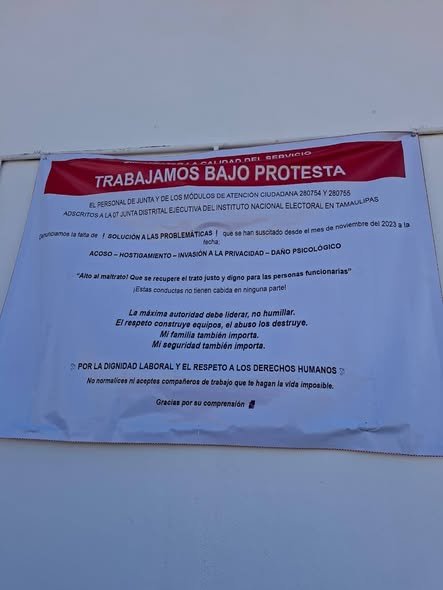 LA CALIDAD DEL SERVICIO
TRABAJAMOS BAJO PROTESTA
EL PERSONAL DE JUNTA Y DE LOS MÓDULOS DE ATENCIÓN CIUDADANA 280754 Y 280755
ADSCRITOS A LA 07 JUNTA DISTRITAL EJECUTIVA DEL INSTITUTO NACIONAL ELECTORAL EN TAMAULIPAS
Denunciamos la falta de ❗ SOLUCIÓN A LAS PROBLEMÁTICAS ❗ que se han suscitado desde el mes de noviembre del 2023 a la
fecha;
ACOSO – HOSTIGAMIENTO – INVASIÓN A LA PRIVACIDAD – DAÑO PSICOLÓGICO
“Alto al maltrato! Que se recupere el trato justo y digno para las personas funcionarias”
¡Estas conductas no tienen cabida en ninguna parte!
La máxima autoridad debe liderar, no humillar.
El respeto construye equipos, el abuso los destruye.
Mi familia también importa.
Mi seguridad también importa.
POR LA DIGNIDAD LABORAL Y EL RESPETO A LOS DERECHOS HUMANOS
No normalices ni aceptes compañeros de trabajo que te hagan la vida imposible.
Gracias por su comprensión